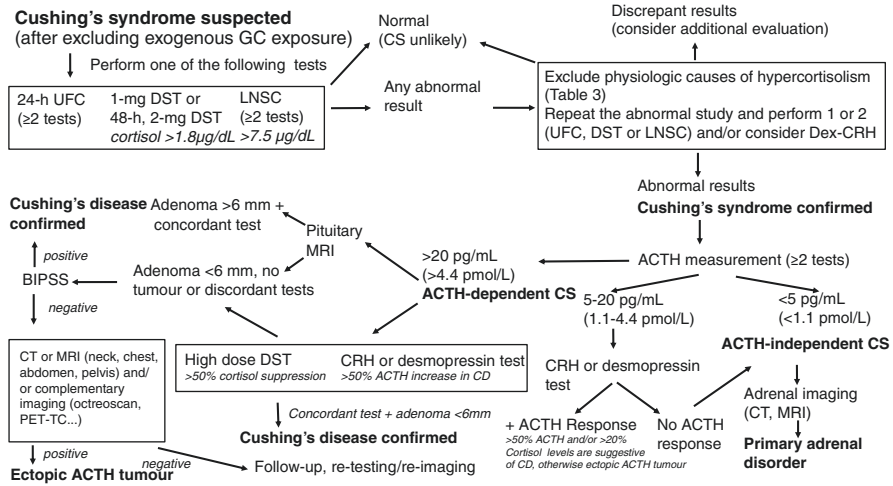 Cushing's syndrome suspected
(after excluding exogenous GC exposure)
Perform one of the following tests
24-h UFC
(≥2 tests)
1-mg DST or
48-h, 2-mg DST
cortisol >1.8µg/dL
LNSC
(≥2 tests)
>7.5 µg/dL
Normal
(CS unlikely)
Any abnormal
result
Discrepant results
(consider additional evaluation)
Exclude physiologic causes of hypercortisolism
(Table 3)
Repeat the abnormal study and perform 1 or 2
(UFC, DST or LNSC) and/or consider Dex-CRH
Abnormal results
Cushing's syndrome confirmed
ACTH measurement (≥2 tests)
>20 pg/mL
(>4.4 pmol/L)
ACTH-dependent CS
5-20 pg/mL
(1.1-4.4 pmol/L)
<5 pg/mL
(<1.1 pmol/L)
ACTH-independent CS
Pituitary
MRI
Adenoma >6 mm +
concordant test
Cushing's disease
confirmed
Adenoma <6 mm, no
tumour or discordant tests
positive
BIPSS
negative
High dose DST
>50% cortisol suppression
CRH or desmopressin test
>50% ACTH increase in CD
Concordant test + adenoma <6mm
Cushing's disease confirmed
CT or MRI (neck, chest,
abdomen, pelvis) and/
or complementary
imaging (octreoscan,
PET-TC...)
positive
Ectopic ACTH tumour
negative
Follow-up, re-testing/re-imaging
CRH or desmopressin
test
+ ACTH Response
>50% ACTH and/or >20%
Cortisol levels are suggestive
of CD, otherwise ectopic ACTH tumour
No ACTH
response
Adrenal imaging
(CT, MRI)
Primary adrenal
disorder